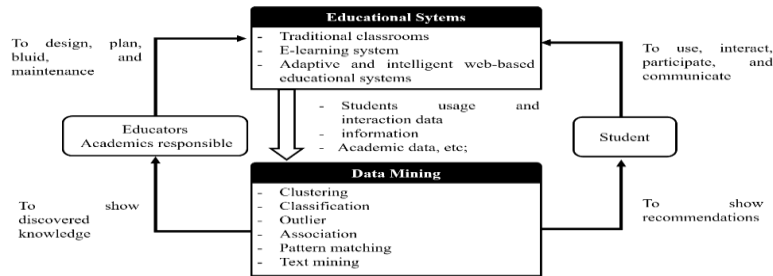 Educational Sytems
- Traditional classrooms
- E-learning system
- Adaptive and intelligent web-based
educational systems
To design, plan,
bluid, and
maintenance
To use, interact,
participate, and
communicate
- Students usage and
interaction data
- information
- Academic data, etc;
Educators
Academics responsible
Student
Data Mining
- Clustering
- Classification
- Outlier
- Association
- Pattern matching
- Text mining
To show
discovered
knowledge
To show
recommendations